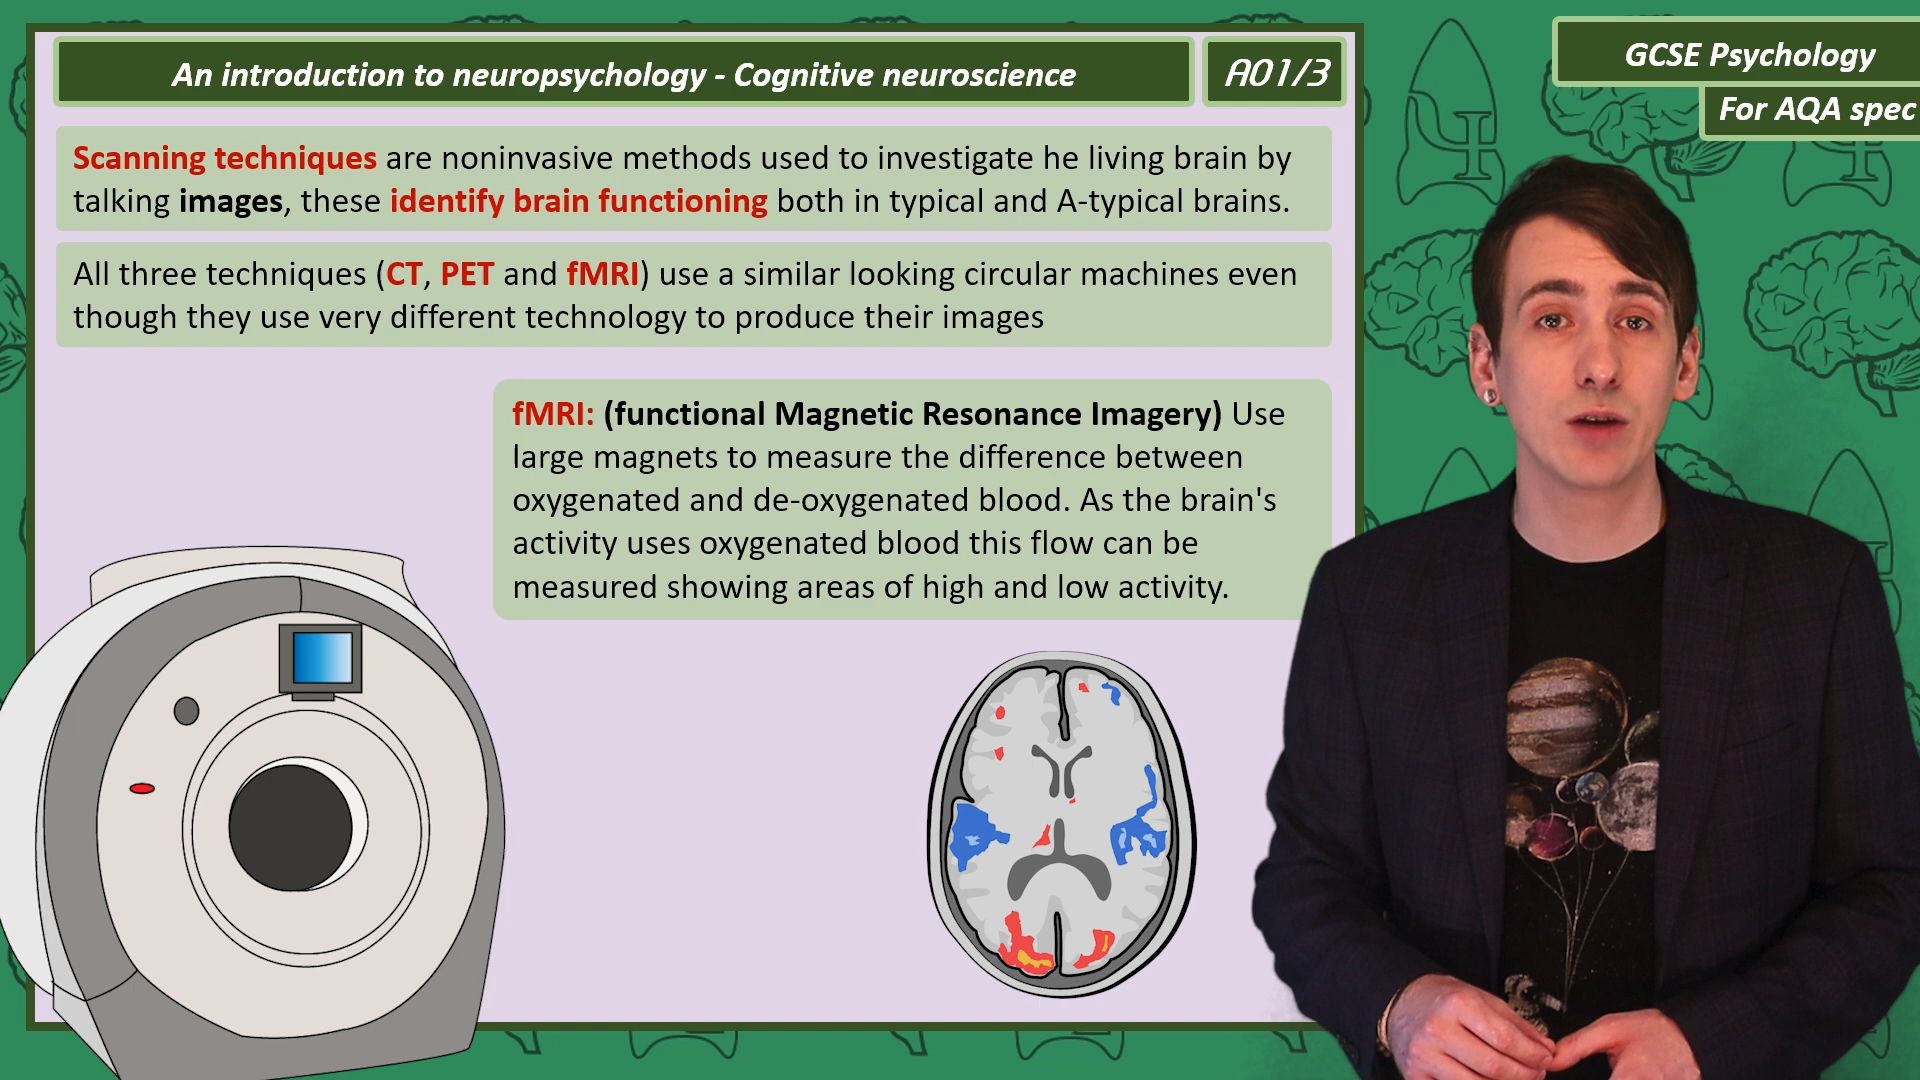 An introduction to neuropsychology - Cognitive neuroscience
AO1/3
GCSE Psychology
For AQA spec
Scanning techniques are noninvasive methods used to investigate he living brain by
talking images, these identify brain functioning both in typical and A-typical brains.
All three techniques (CT, PET and fMRI) use a similar looking circular machines even
though they use very different technology to produce their images
fMRI: (functional Magnetic Resonance Imagery) Use
large magnets to measure the difference between
oxygenated and de-oxygenated blood. As the brain's
activity uses oxygenated blood this flow can be
measured showing areas of high and low activity.